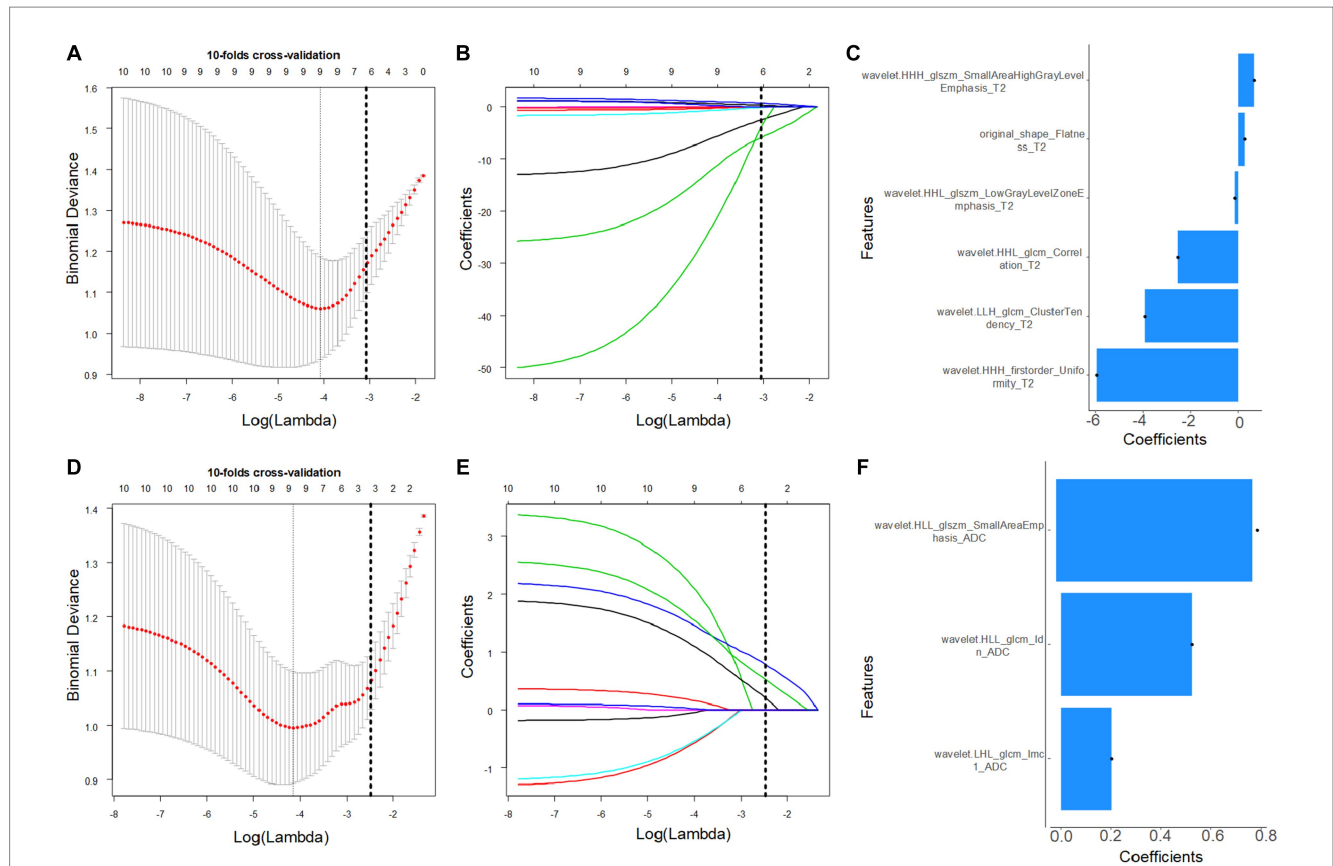 A
10-folds cross-validation
10 10 9 9 9 9 9 9 9 9 9 9 9 7 6 4 3 0
1.6
1.5
1.4
1.3
1.2
1.1
1.0
0.9
Binomial Deviance
-8 -7 -6 -5 -4 -3 -2
Log(Lambda)
B
10 9 9 9 9 6 2
0
-10
-20
-30
-40
-50
Coefficients
-8 -7 -6 -5 -4 -3 -2
Log(Lambda)
C
wavelet.HHH_glszm_SmallAreaHighGrayLevel
Emphasis_T2
original_shape_Flatne
ss_T2
wavelet.HHL_glszm_LowGrayLevelZoneE
mphasis_T2
wavelet.HHL_glcm_Correl
ation_T2
wavelet.LLH_glcm_ClusterTen
dency_T2
wavelet.HHH_firstorder_Unifo
rmity_T2
Features
-6 -4 -2 0
Coefficients
D
10-folds cross-validation
10 10 10 10 10 10 10 10 9 9 9 7 6 3 3 2 2
1.4
1.3
1.2
1.1
1.0
0.9
Binomial Deviance
-8 -7 -6 -5 -4 -3 -2
Log(Lambda)
E
10 10 10 10 9 6 2
3
2
1
0
-1
Coefficients
-8 -7 -6 -5 -4 -3 -2
Log(Lambda)
F
wavelet.HLL_glszm_SmallAreaEmp
hasis_ADC
wavelet.HLL_glcm_Id
n_ADC
wavelet.LHL_glcm_Imc
1_ADC
Features
0.0 0.2 0.4 0.6 0.8
Coefficients